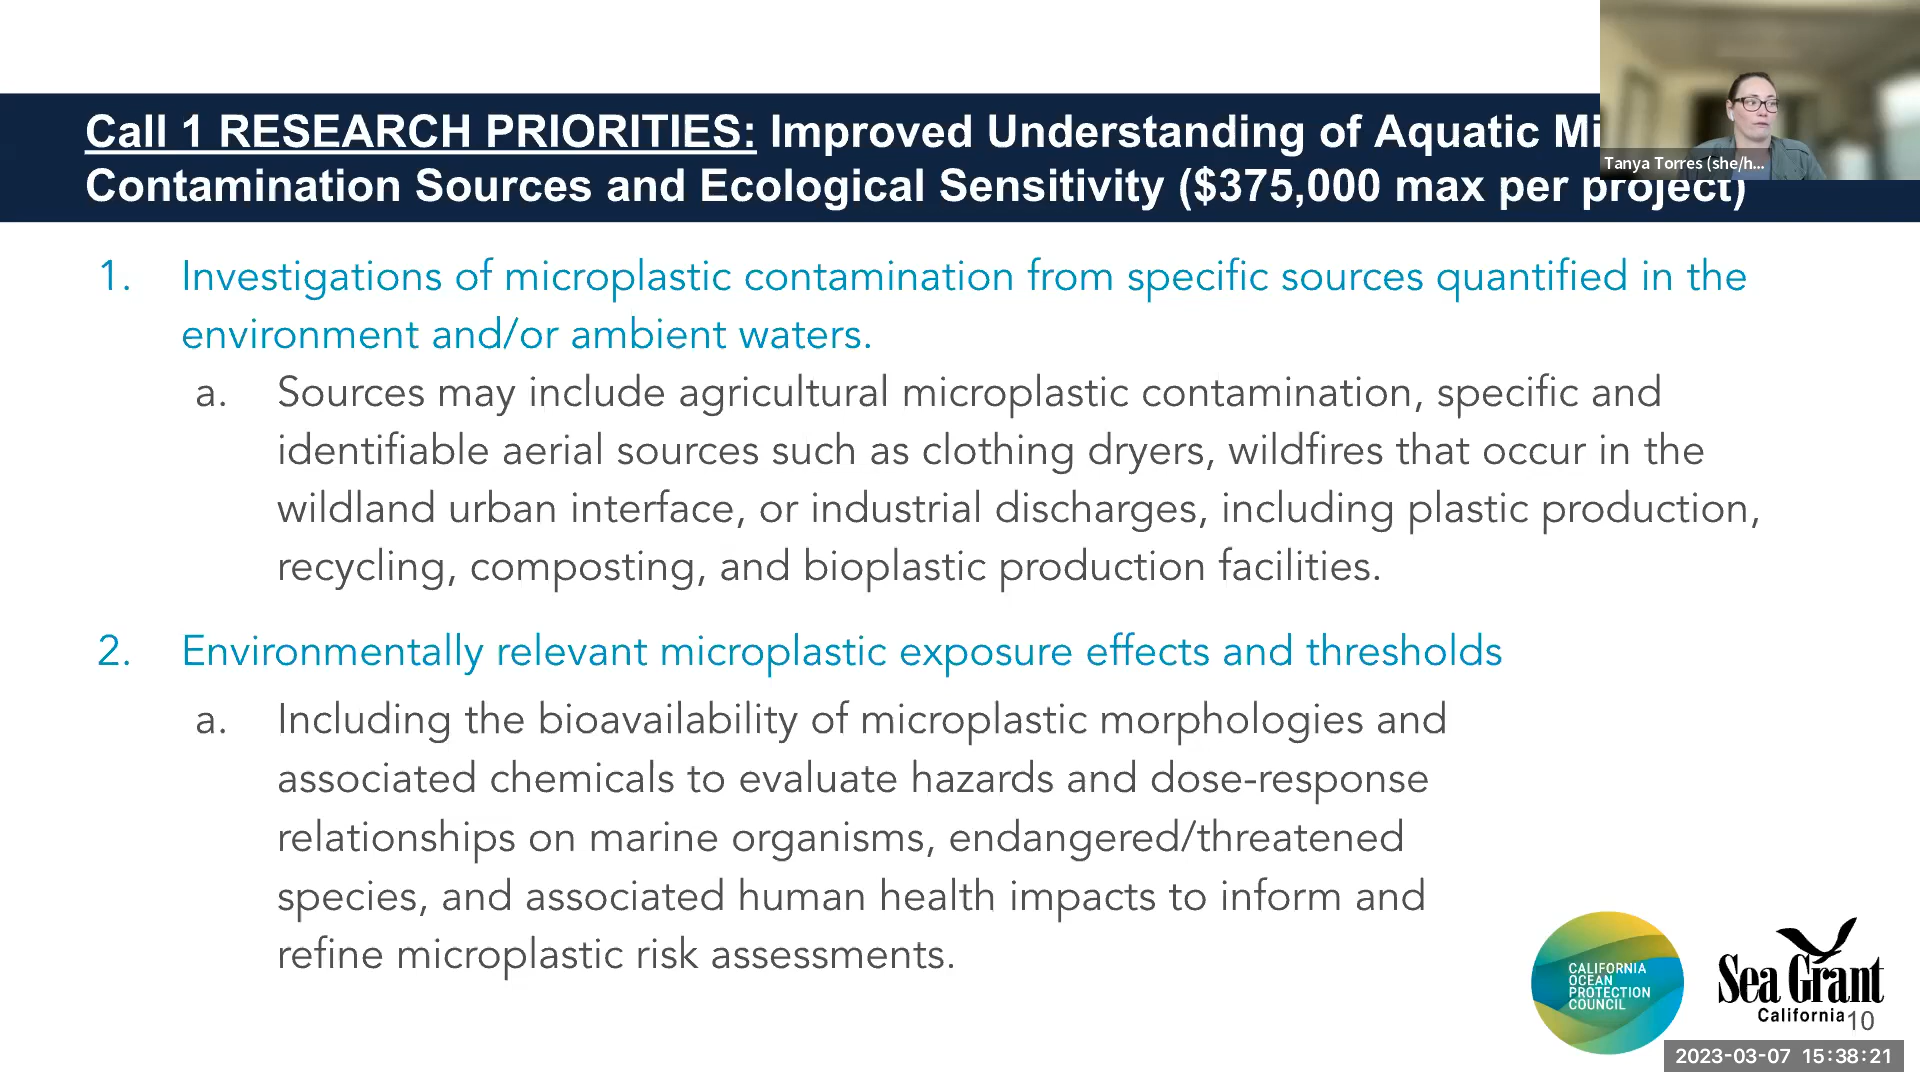 Call 1 RESEARCH PRIORITIES: Improved Understanding of Aquatic
Contamination Sources and Ecological Sensitivity ($375,000 max per project)
Tanya Torres (she/h...
1. Investigations of microplastic contamination from specific sources quantified in the
environment and/or ambient waters.
a. Sources may include agricultural microplastic contamination, specific and
identifiable aerial sources such as clothing dryers, wildfires that occur in the
wildland urban interface, or industrial discharges, including plastic production,
recycling, composting, and bioplastic production facilities.
2. Environmentally relevant microplastic exposure effects and thresholds
a. Including the bioavailability of microplastic morphologies and
associated chemicals to evaluate hazards and dose-response
relationships on marine organisms, endangered/threatened
species, and associated human health impacts to inform and
refine microplastic risk assessments.
CALIFORNIA
OCEAN
PROTECTION
COUNCIL
Sea Grant
California
10
2023-03-07 15:38:21